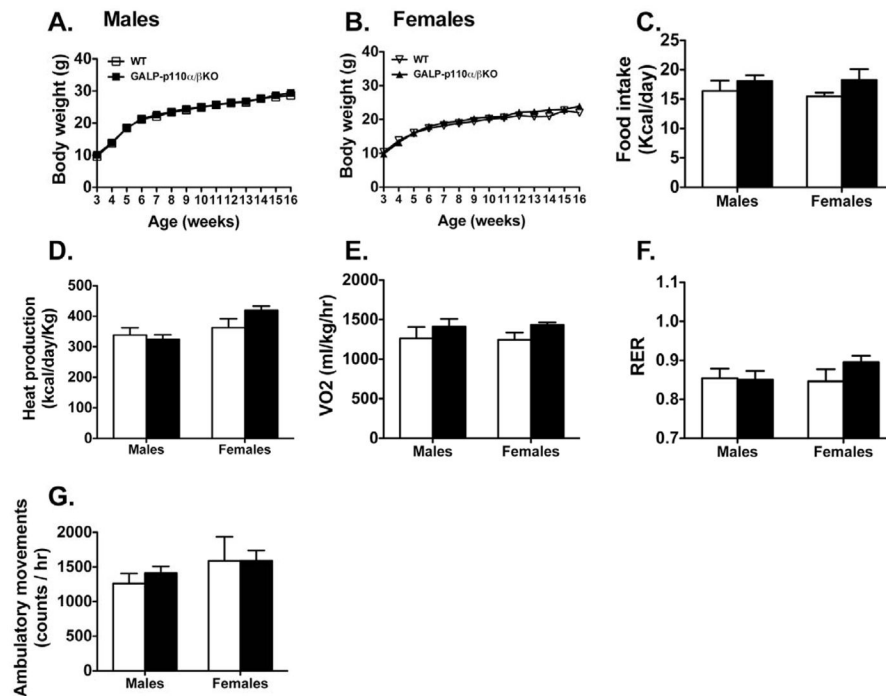 A. Males
Body weight (g)
WT
GALP-p110α/βKO
40
30
20
10
0
3 4 5 6 7 8 9 10 11 12 13 14 15 16
Age (weeks)
B. Females
Body weight (g)
WT
GALP-p110α/βKO
40
30
20
10
0
3 4 5 6 7 8 9 10 11 12 13 14 15 16
Age (weeks)
C.
Food intake
(Kcal/day)
25
20
15
10
5
0
Males Females
D.
Heat production
(kcal/day/Kg)
500
400
300
200
100
0
Males Females
E.
VO2 (ml/kg/hr)
2000
1500
1000
500
0
Males Females
F.
RER
1.1
1.0
0.9
0.8
0.7
Males Females
G.
Ambulatory movements
(counts / hr)
2000
1500
1000
500
0
Males Females